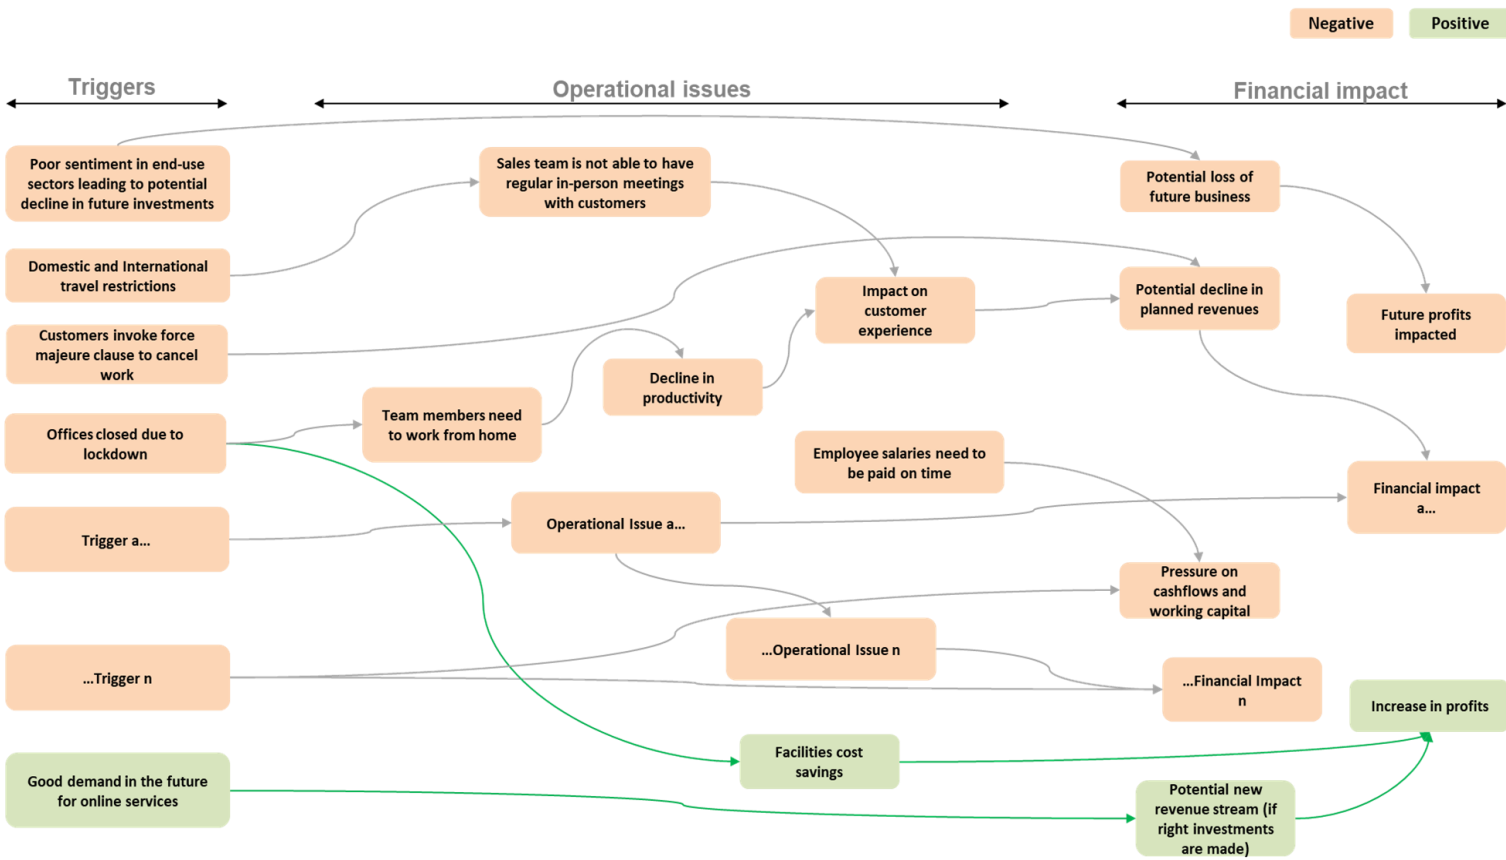 Negative
Positive
Triggers
Operational issues
Financial impact
Poor sentiment in end-use
sectors leading to potential
decline in future investments
Sales team is not able to have
regular in-person meetings
with customers
Potential loss of
future business
Domestic and International
travel restrictions
Impact on
customer
experience
Potential decline in
planned revenues
Future profits
impacted
Customers invoke force
majeure clause to cancel
work
Decline in
productivity
Team members need
to work from home
Offices closed due to
lockdown
Employee salaries need to
be paid on time
Financial impact
a...
Trigger a...
Operational Issue a...
Pressure on
cashflows and
working capital
...Operational Issue n
...Trigger n
...Financial Impact
n
Increase in profits
Facilities cost
savings
Good demand in the future
for online services
Potential new
revenue stream (if
right investments
are made)